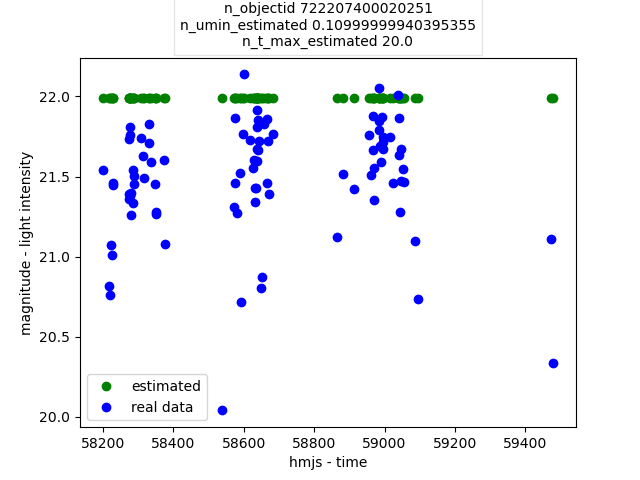 n_objectid 722207400020251
n_umin_estimated 0.10999999940395355
n_t_max_estimated 20.0
22.0
21.5
21.0
20.5
20.0
magnitude - light intensity
estimated
real data
58200 58400 58600 58800 59000 59200 59400
hmjs - time